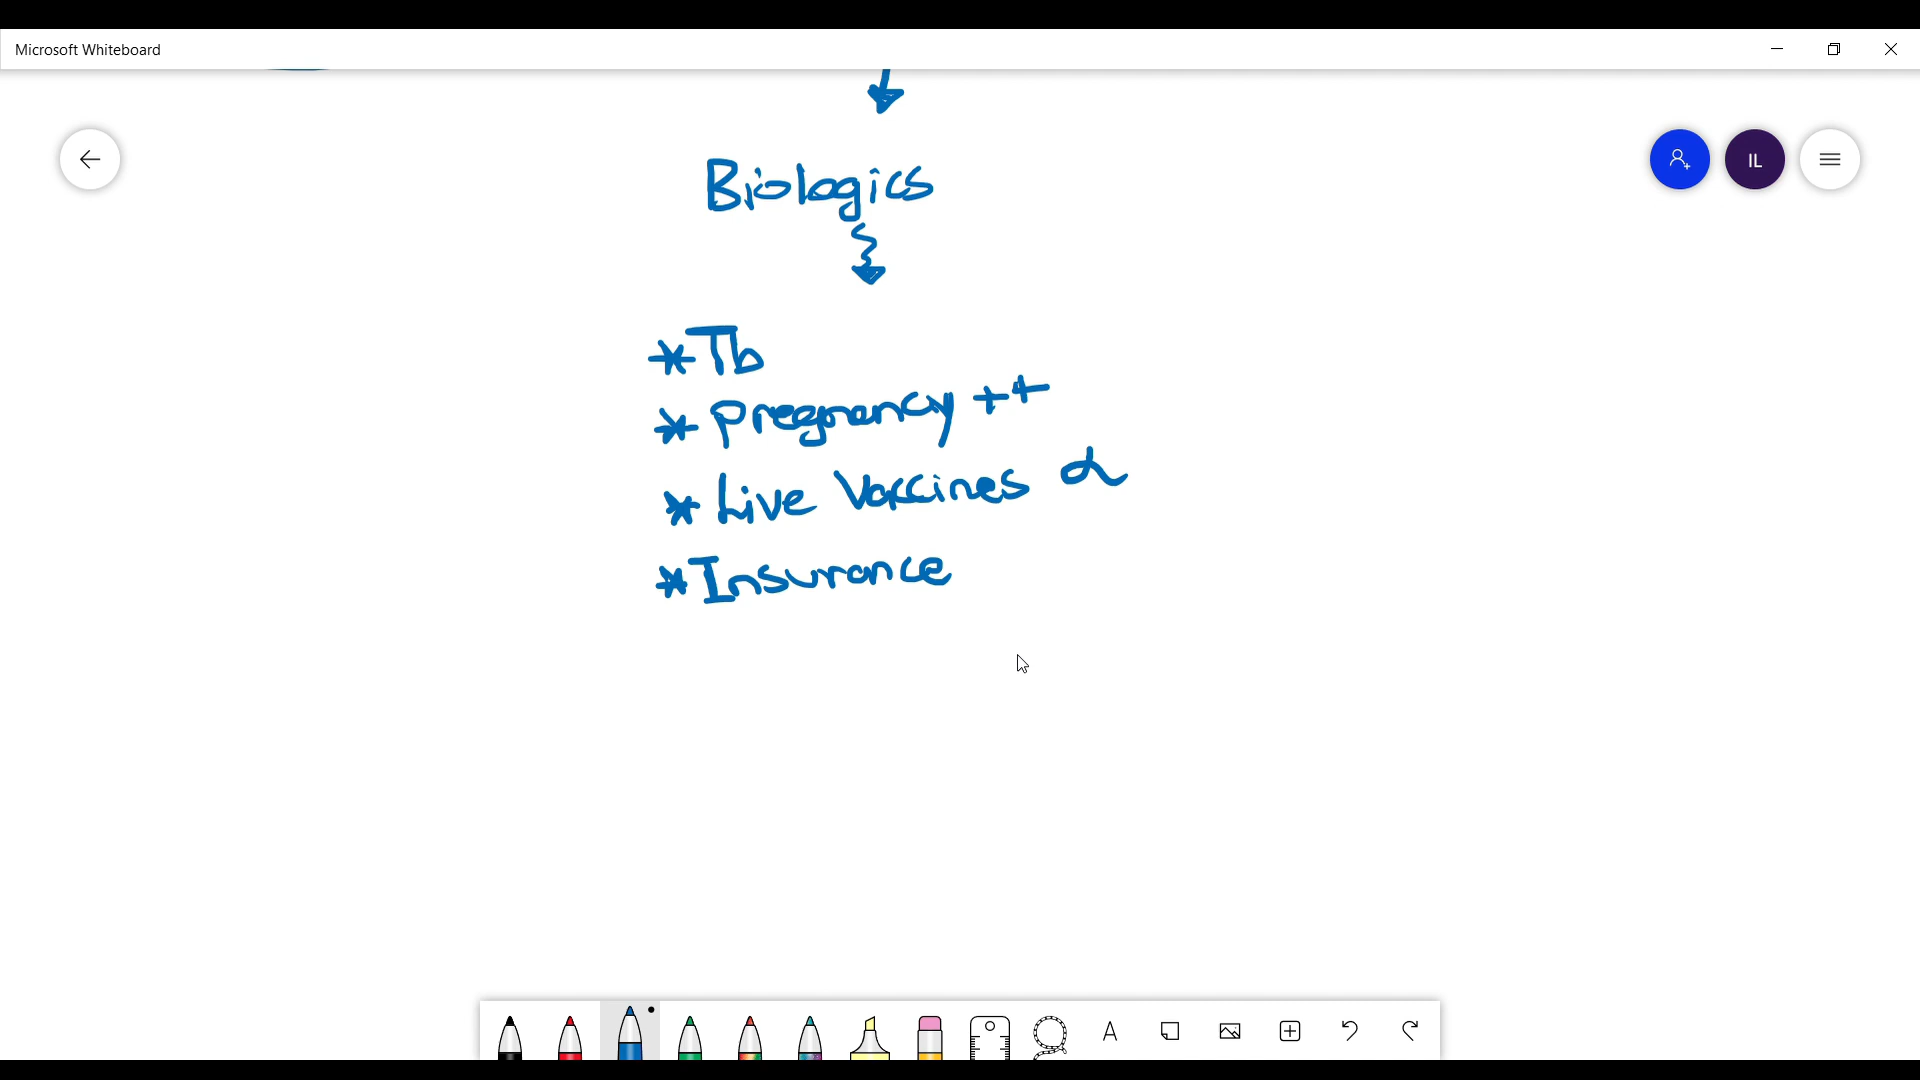 Microsoft Whiteboard
IL
Biologics
*Tb
* Pregnancy ++
* Live Vaccines α
*Insurance
A